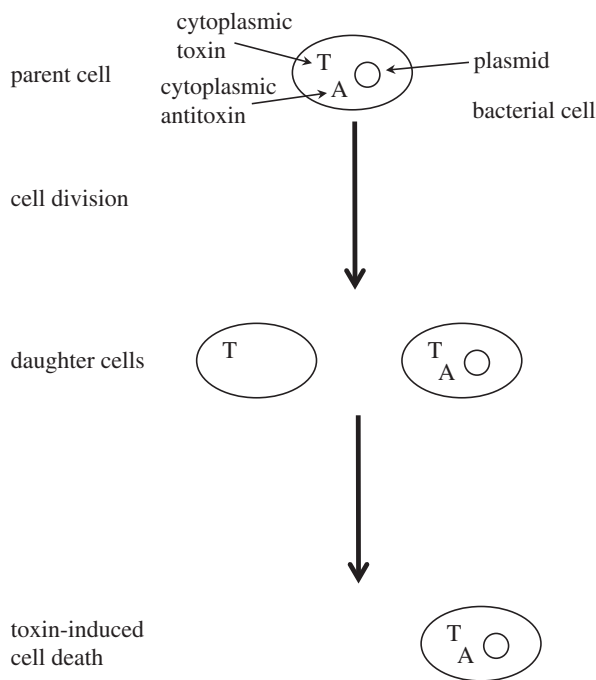 cytoplasmic
toxin
parent cell
T
plasmid
cytoplasmic
antitoxin
A
bacterial cell
cell division
daughter cells
T
T
A
toxin-induced
cell death
T
A